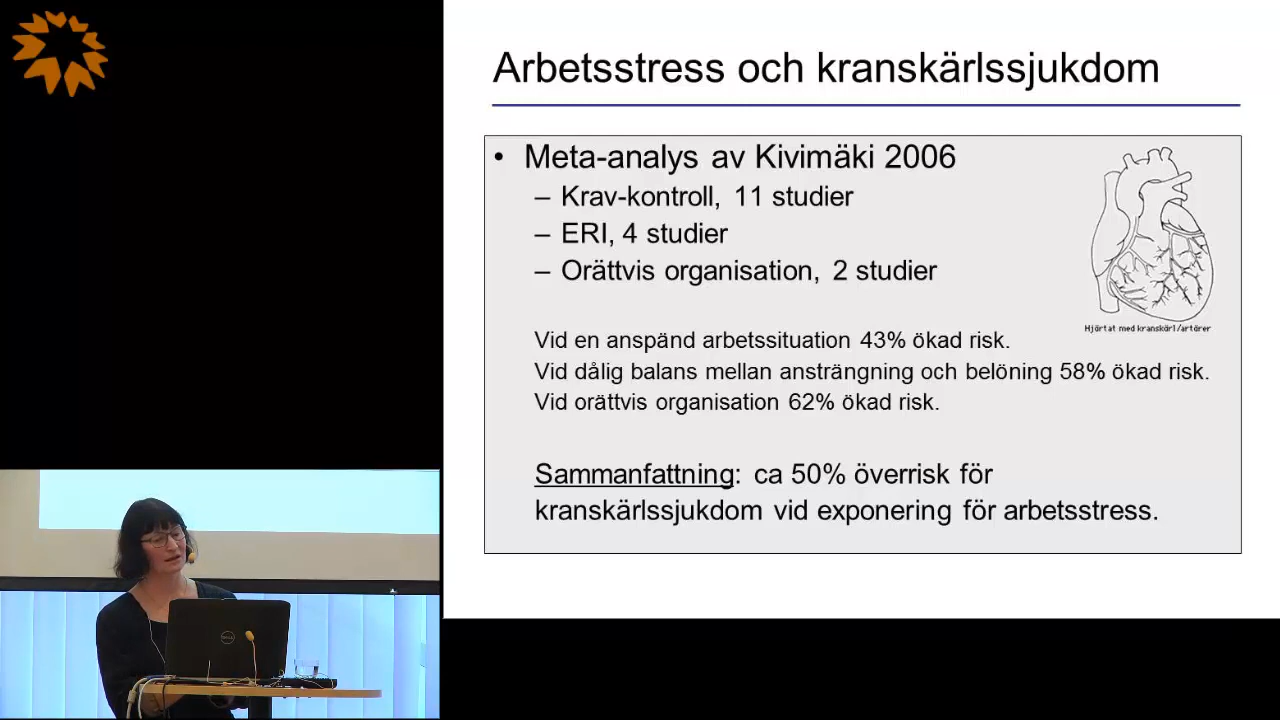 Arbetsstress och kranskärlssjukdom
• Meta-analys av Kivimäki 2006
– Krav-kontroll, 11 studier
– ERI, 4 studier
– Orättvis organisation, 2 studier
Hjärtat med kranskärl/artärer
Vid en anspänd arbetssituation 43% ökad risk.
Vid dålig balans mellan ansträngning och belöning 58% ökad risk.
Vid orättvis organisation 62% ökad risk.
Sammanfattning: ca 50% överrisk för
kranskärlssjukdom vid exponering för arbetsstress.
DELL